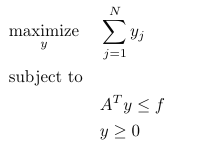 maximize ∑_{j=1}^{N} y_j
y
subject to
A^T y ≤ f
y ≥ 0